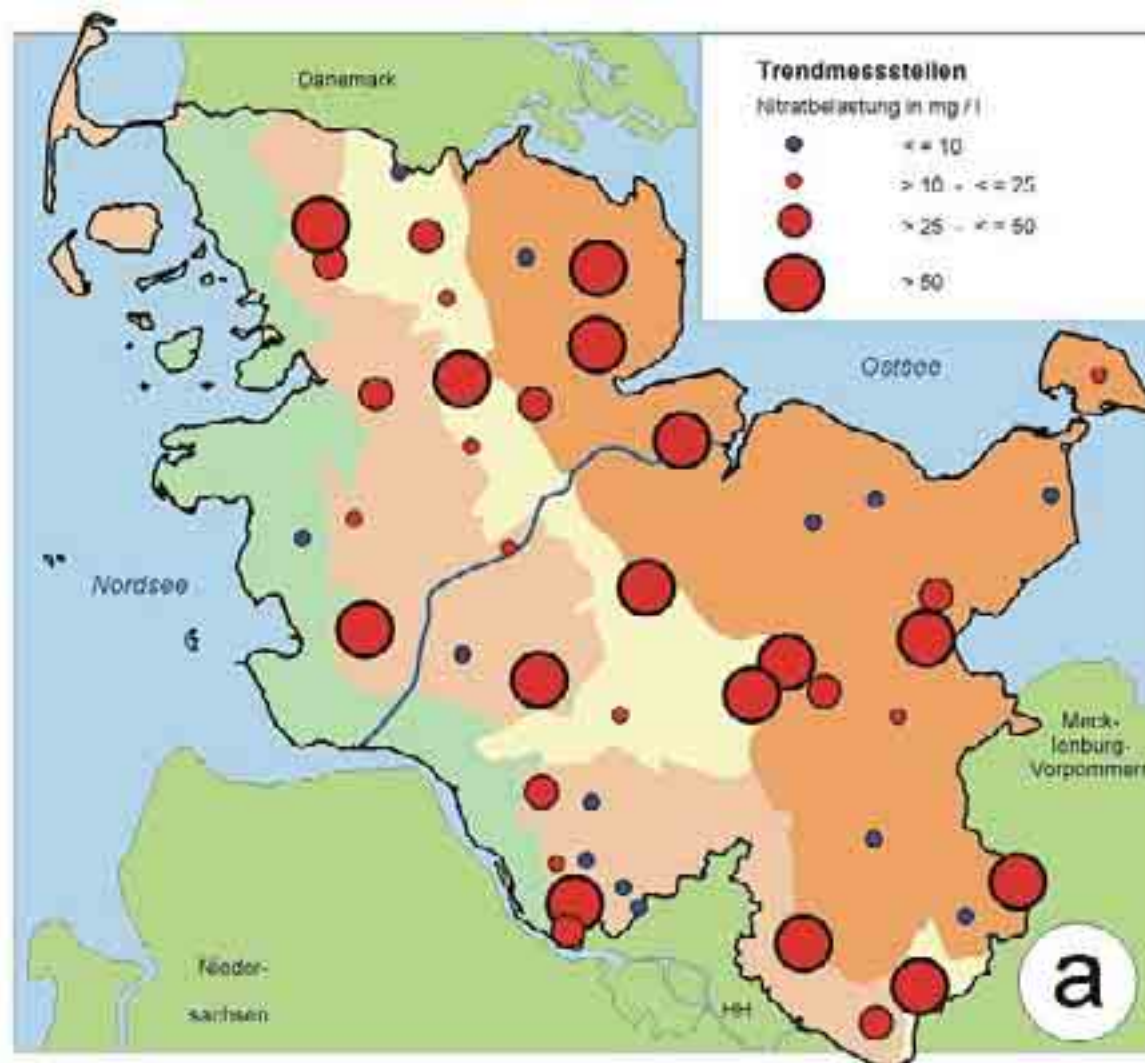 Dänemark
Trendmessstellen
Nitratbelastung in mg / l
< = 10
> 10 - < = 25
> 25 - < = 50
> 50
Ostsee
Nordsee
Meck-
lenburg-
Vorpommern
Nieder-
sachsen
HH
a